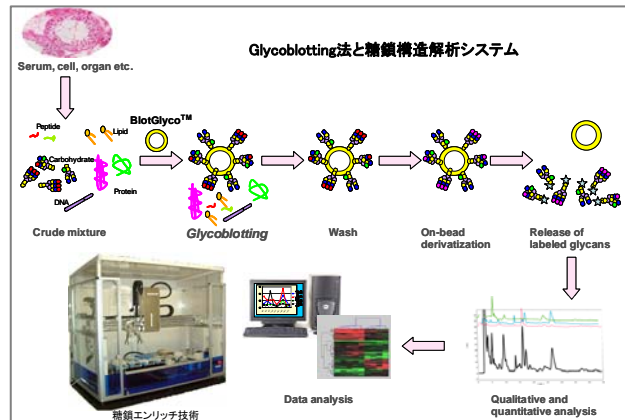 Glycoblotting法と糖鎖構造解析システム
Serum, cell, organ etc.
Peptide
Lipid
BlotGlyco™
Carbohydrate
Protein
DNA
Crude mixture
Glycoblotting
Wash
On-bead
derivatization
Release of
labeled glycans
糖鎖エンリッチ技術
Data analysis
Qualitative and
quantitative analysis